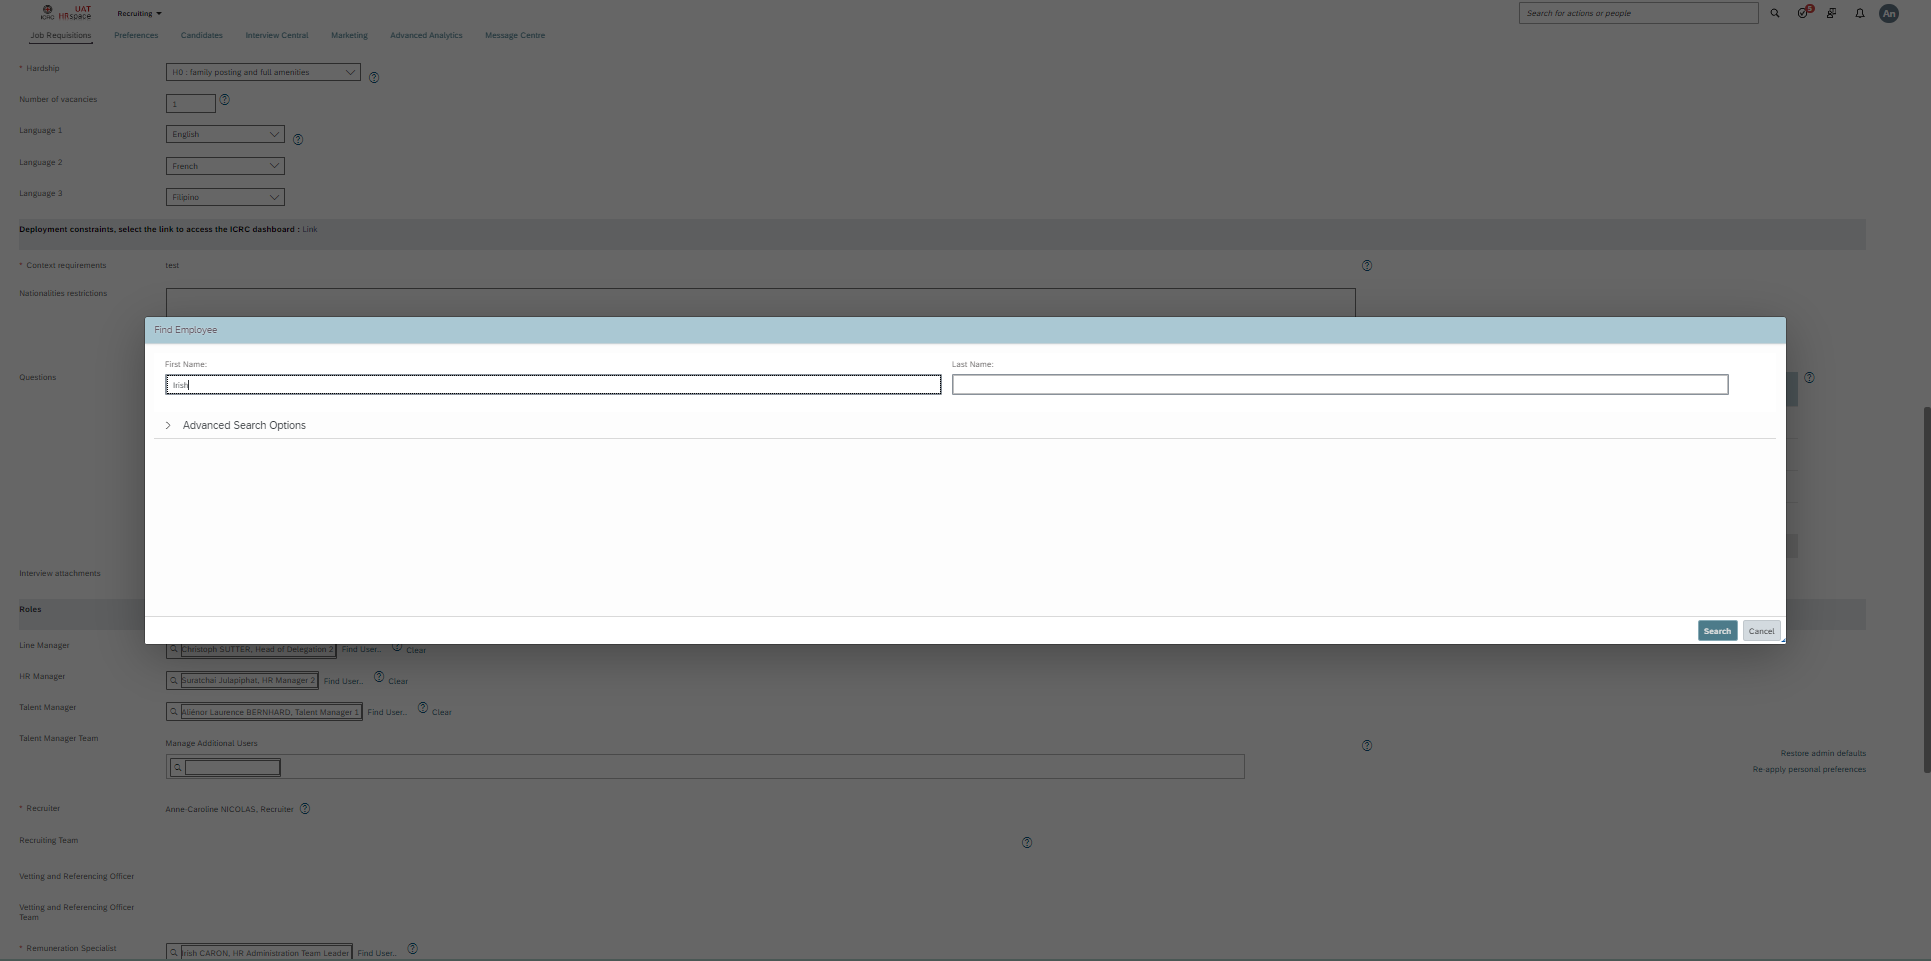 UAT
ICRC HRspace
Recruiting
Search for actions or people
5
An
Job Requisitions
Preferences
Candidates
Interview Central
Marketing
Advanced Analytics
Message Centre
* Hardship
H0 : family posting and full amenities
Number of vacancies
1
Language 1
English
Language 2
French
Language 3
Filipino
Deployment constraints, select the link to access the ICRC dashboard : Link
* Context requirements
test
Nationalities restrictions
Find Employee
First Name:
Last Name:
Irish
Questions
Advanced Search Options
Interview attachments
Roles
Search
Cancel
Line Manager
Christoph SUTTER, Head of Delegation 2
Find User..
Clear
HR Manager
Suratchai Julapiphat, HR Manager 2
Find User..
Clear
Talent Manager
Aliénor Laurence BERNHARD, Talent Manager 1
Find User..
Clear
Talent Manager Team
Manage Additional Users
Restore admin defaults
Re-apply personal preferences
* Recruiter
Anne-Caroline NICOLAS, Recruiter
Recruiting Team
Vetting and Referencing Officer
Vetting and Referencing Officer
Team
* Remuneration Specialist
Irish CARON, HR Administration Team Leader
Find User..